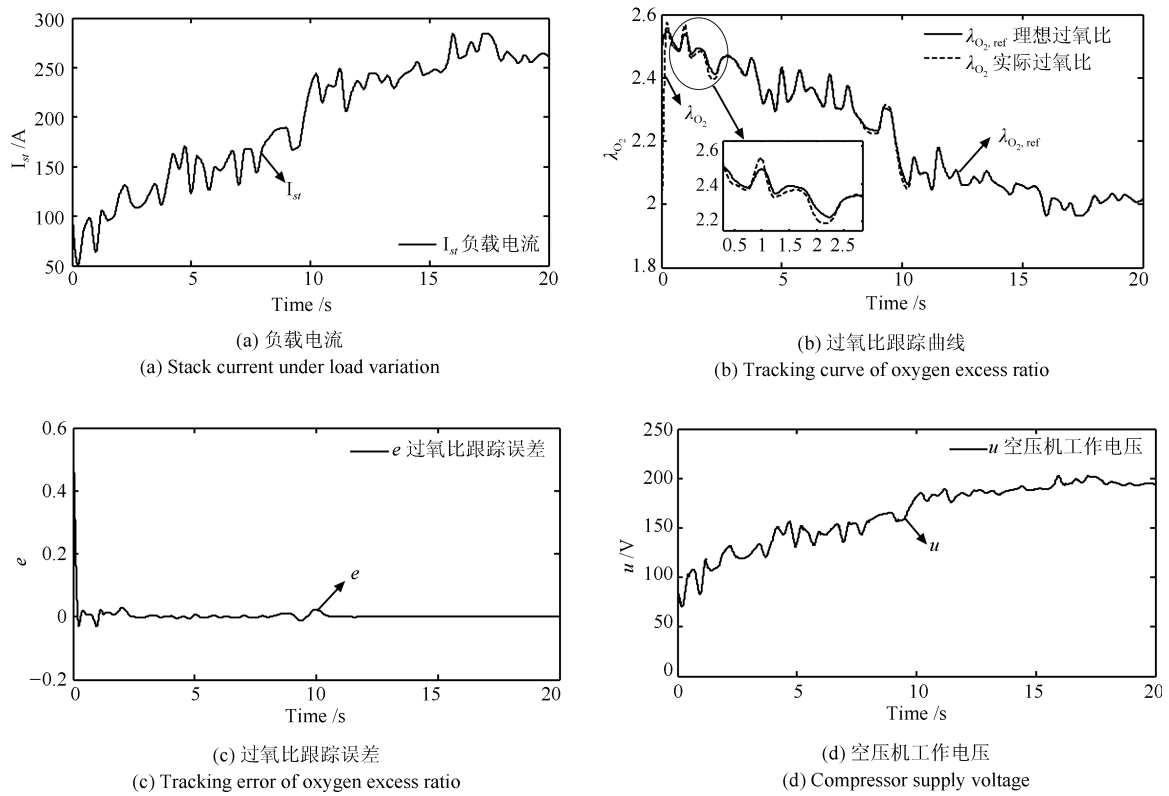 300
250
200
150
100
50
I_st /A
I_st
I_st 负载电流
0
5
10
15
20
Time /s
(a) 负载电流
(a) Stack current under load variation
2.6
2.4
2.2
2
1.8
λ_O₂
λ_O₂, ref 理想过氧比
λ_O₂ 实际过氧比
λ_O₂
λ_O₂, ref
2.6
2.4
2.2
0.5
1
1.5
2
2.5
0
5
10
15
20
Time /s
(b) 过氧比跟踪曲线
(b) Tracking curve of oxygen excess ratio
0.6
0.4
0.2
0
−0.2
e
e 过氧比跟踪误差
e
0
5
10
15
20
Time /s
(c) 过氧比跟踪误差
(c) Tracking error of oxygen excess ratio
250
200
150
100
50
0
u /V
u 空压机工作电压
u
0
5
10
15
20
Time /s
(d) 空压机工作电压
(d) Compressor supply voltage